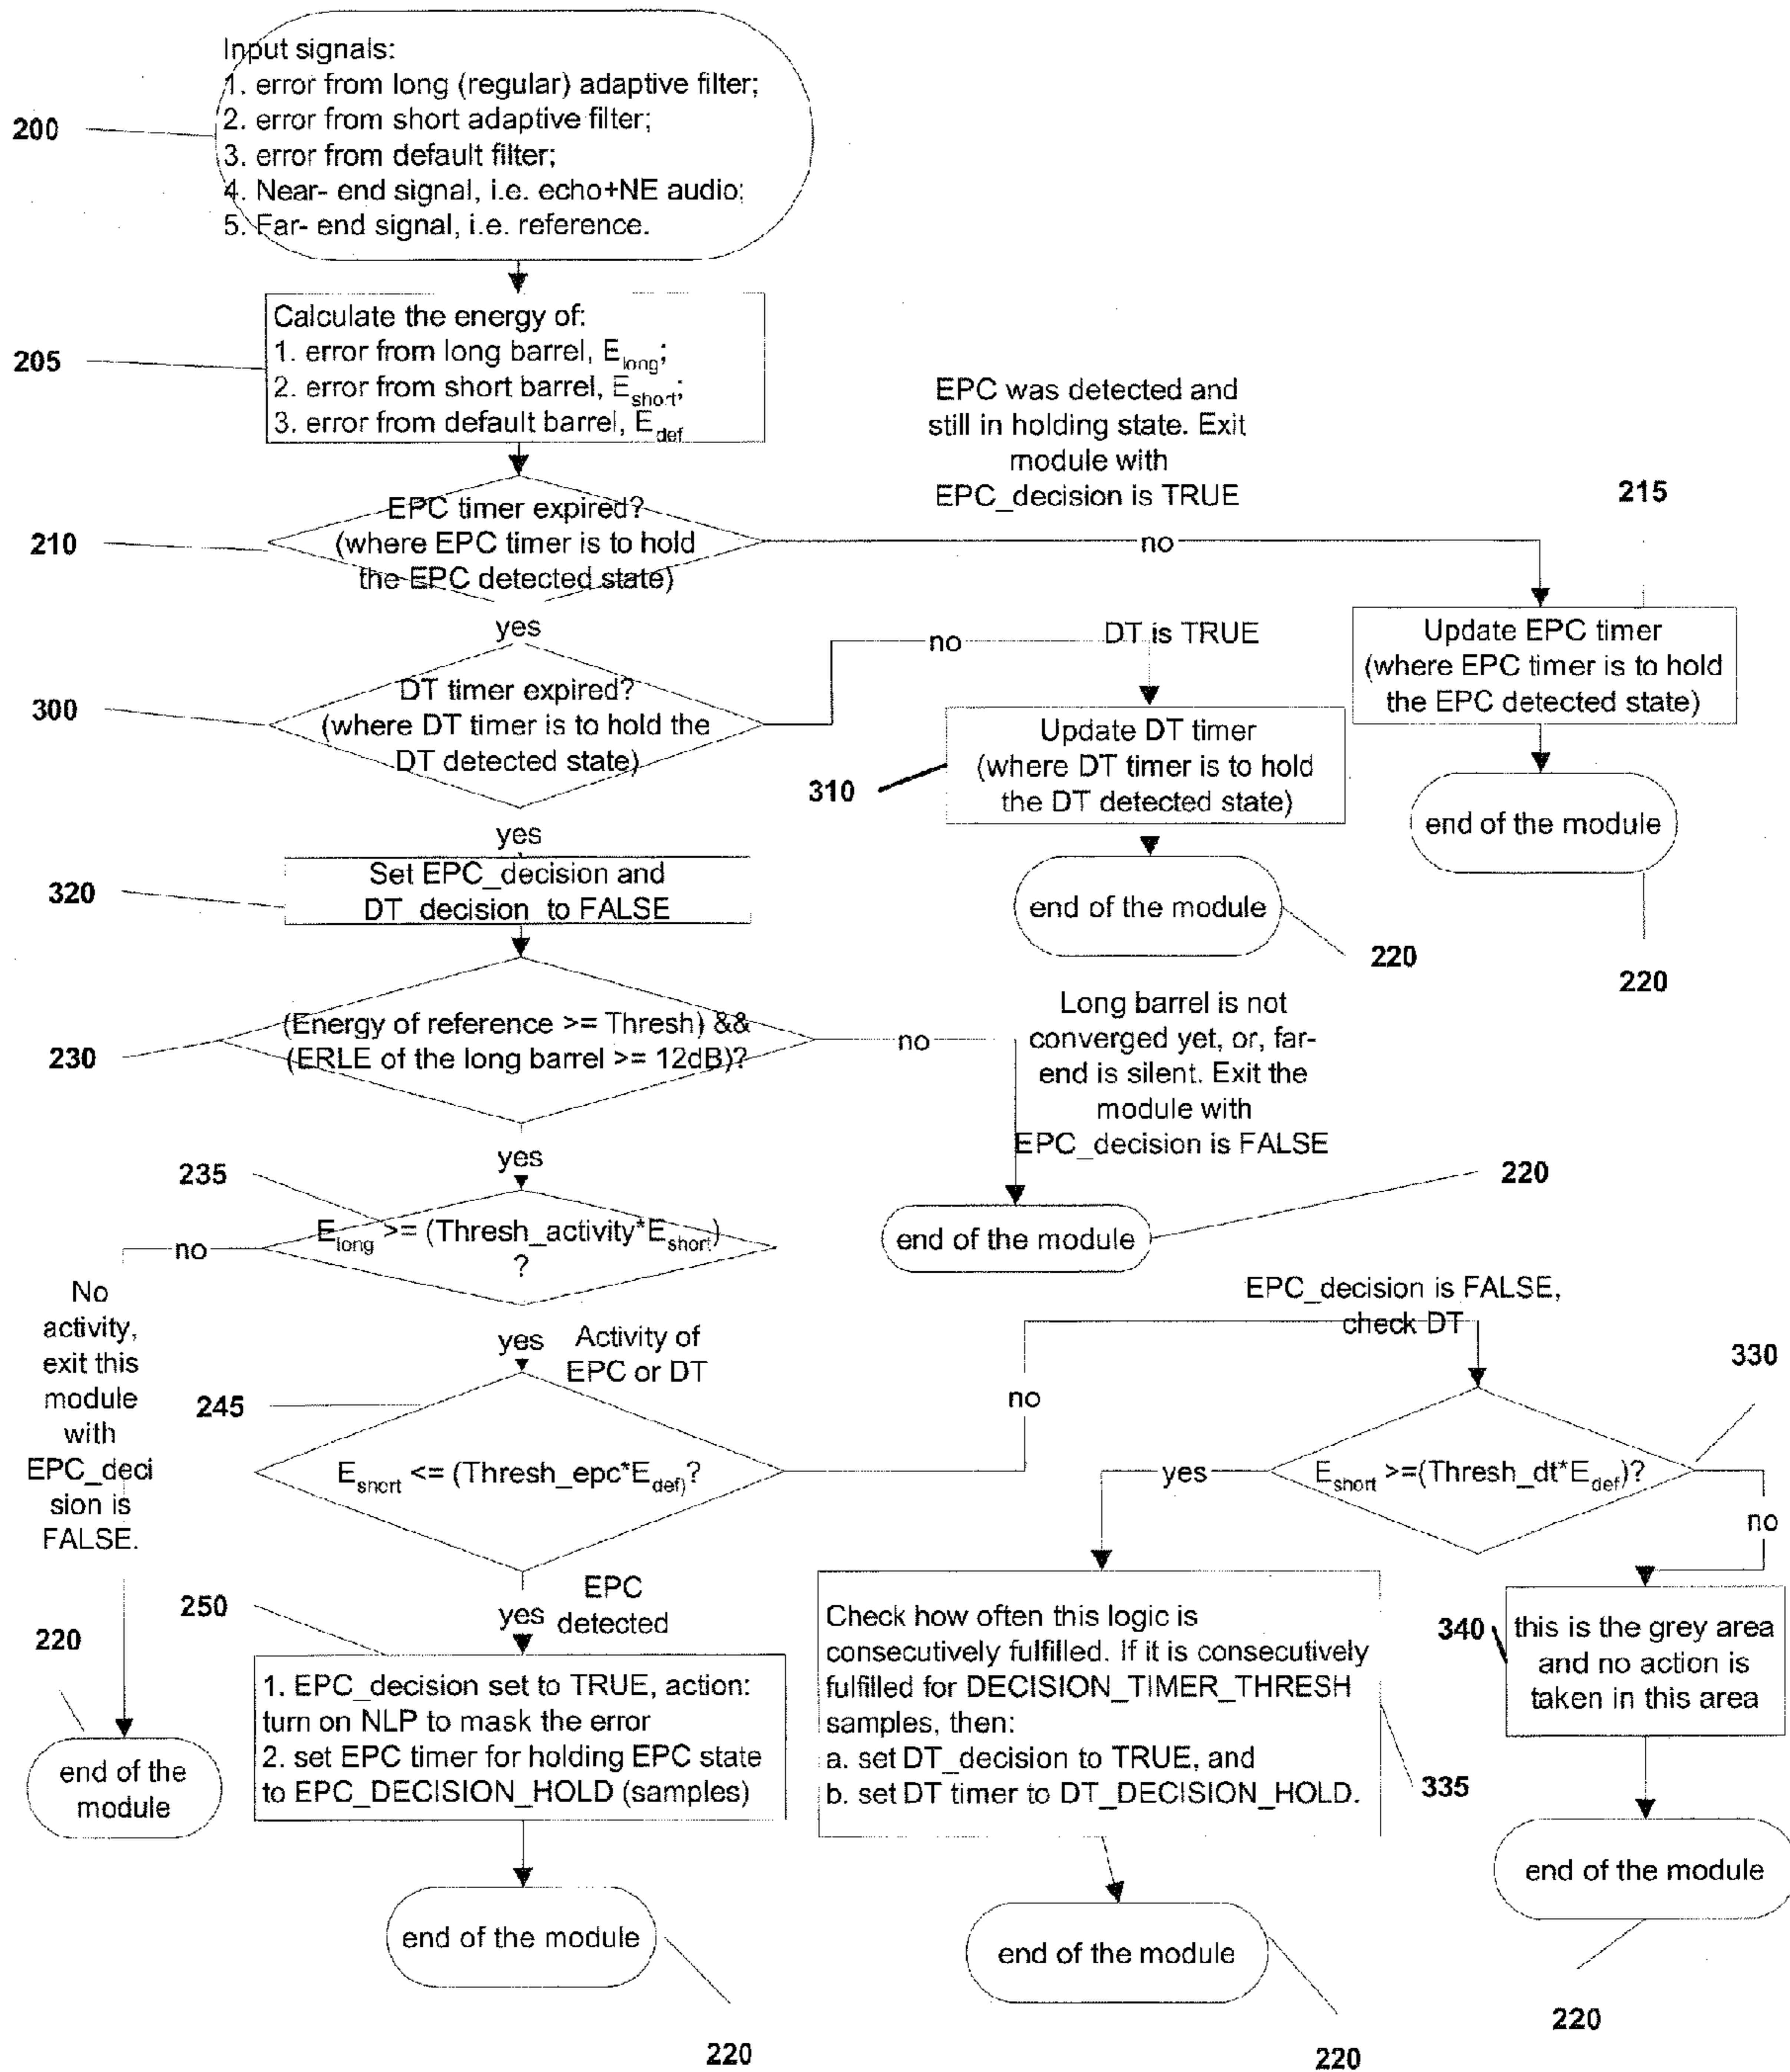 Input signals:
1. error from long (regular) adaptive filter;
2. error from short adaptive filter;
3. error from default filter;
4. Near- end signal, i.e. echo+NE audio;
5. Far- end signal, i.e. reference.
200
Calculate the energy of:
1. error from long barrel, E_long;
2. error from short barrel, E_short;
3. error from default barrel, E_def
205
EPC was detected and
still in holding state. Exit
module with
EPC_decision is TRUE
EPC timer expired?
(where EPC timer is to hold
the EPC detected state)
210
no
215
Update EPC timer
(where EPC timer is to hold
the EPC detected state)
end of the module
220
yes
DT timer expired?
(where DT timer is to hold the
DT detected state)
300
no
DT is TRUE
Update DT timer
(where DT timer is to hold
the DT detected state)
310
end of the module
220
yes
Set EPC_decision and
DT_decision to FALSE
320
(Energy of reference >= Thresh) &&
(ERLE of the long barrel >= 12dB)?
230
no
Long barrel is not
converged yet, or, far-
end is silent. Exit the
module with
EPC_decision is FALSE
end of the module
220
yes
235
E_long >= (Thresh_activity*E_short)
?
no
No
activity,
exit this
module
with
EPC_deci
sion is
FALSE.
220
end of the
module
yes
Activity of
EPC or DT
245
E_short <= (Thresh_epc*E_def)?
no
EPC_decision is FALSE,
check DT
330
E_short >=(Thresh_dt*E_def)?
yes
no
EPC
detected
yes
250
1. EPC_decision set to TRUE, action:
turn on NLP to mask the error
2. set EPC timer for holding EPC state
to EPC_DECISION_HOLD (samples)
end of the module
220
Check how often this logic is
consecutively fulfilled. If it is consecutively
fulfilled for DECISION_TIMER_THRESH
samples, then:
a. set DT_decision to TRUE, and
b. set DT timer to DT_DECISION_HOLD.
335
end of the module
220
340
this is the grey area
and no action is
taken in this area
end of the module
220